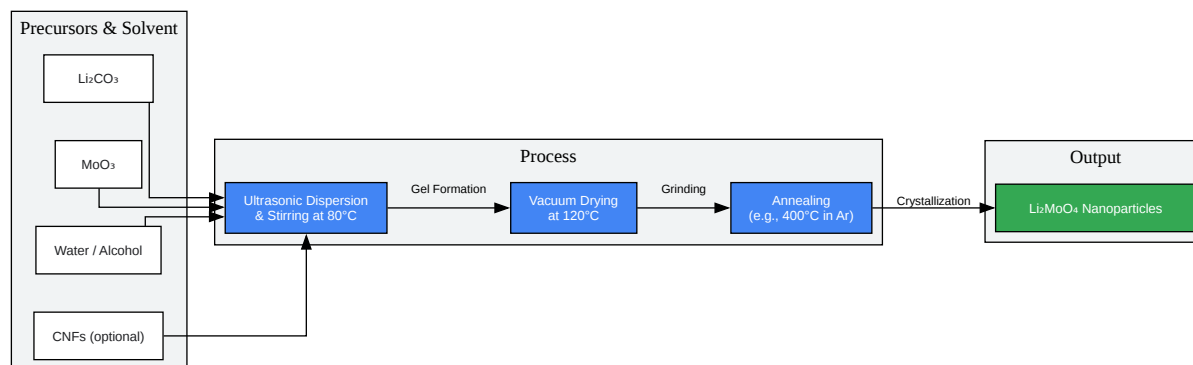 Precursors & Solvent
Li₂CO₃
MoO₃
Water / Alcohol
CNFs (optional)
Process
Ultrasonic Dispersion
& Stirring at 80°C
Gel Formation
Vacuum Drying
at 120°C
Grinding
Annealing
(e.g., 400°C in Ar)
Crystallization
Output
Li₂MoO₄ Nanoparticles